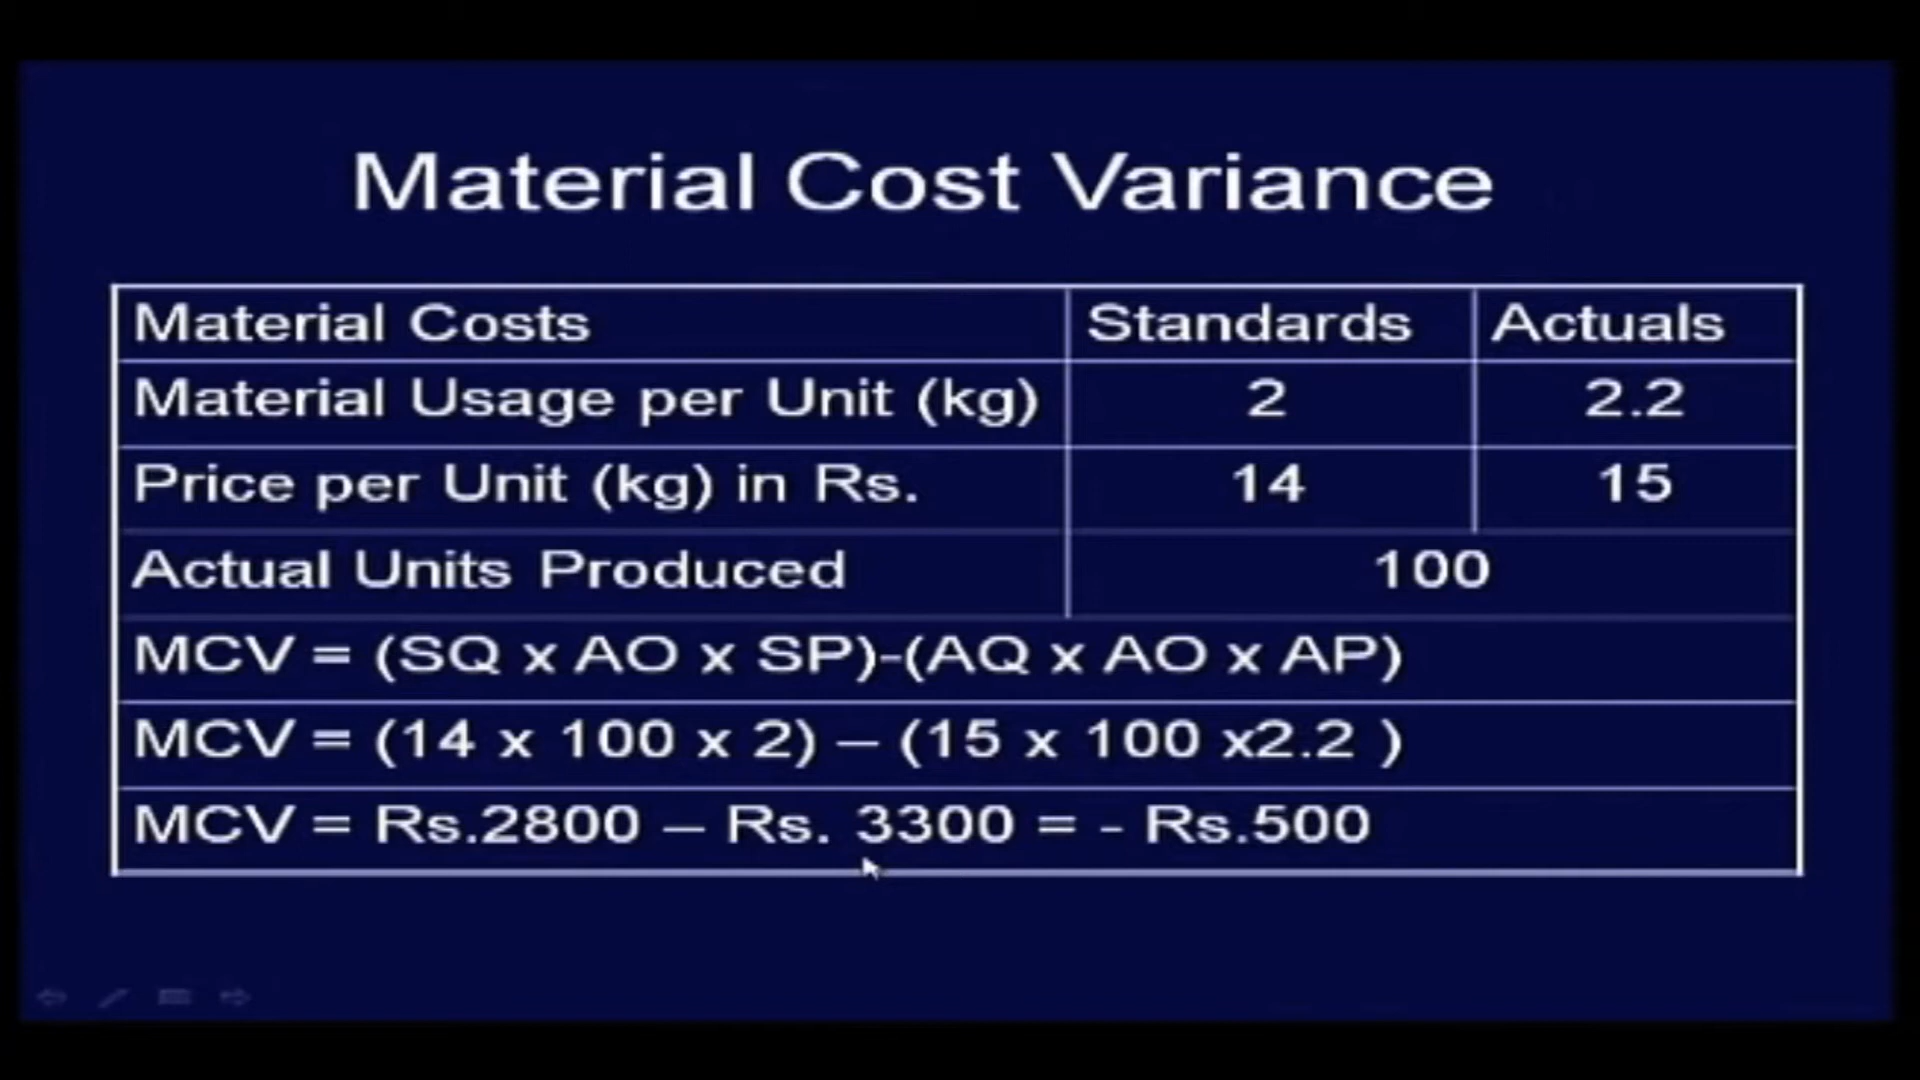 Material Cost Variance
Material Costs Standards Actuals
Material Usage per Unit (kg) 2 2.2
Price per Unit (kg) in Rs. 14 15
Actual Units Produced 100
MCV = (SQ x AO x SP)-(AQ x AO x AP)
MCV = (14 x 100 x 2) – (15 x 100 x2.2 )
MCV = Rs.2800 – Rs. 3300 = - Rs.500